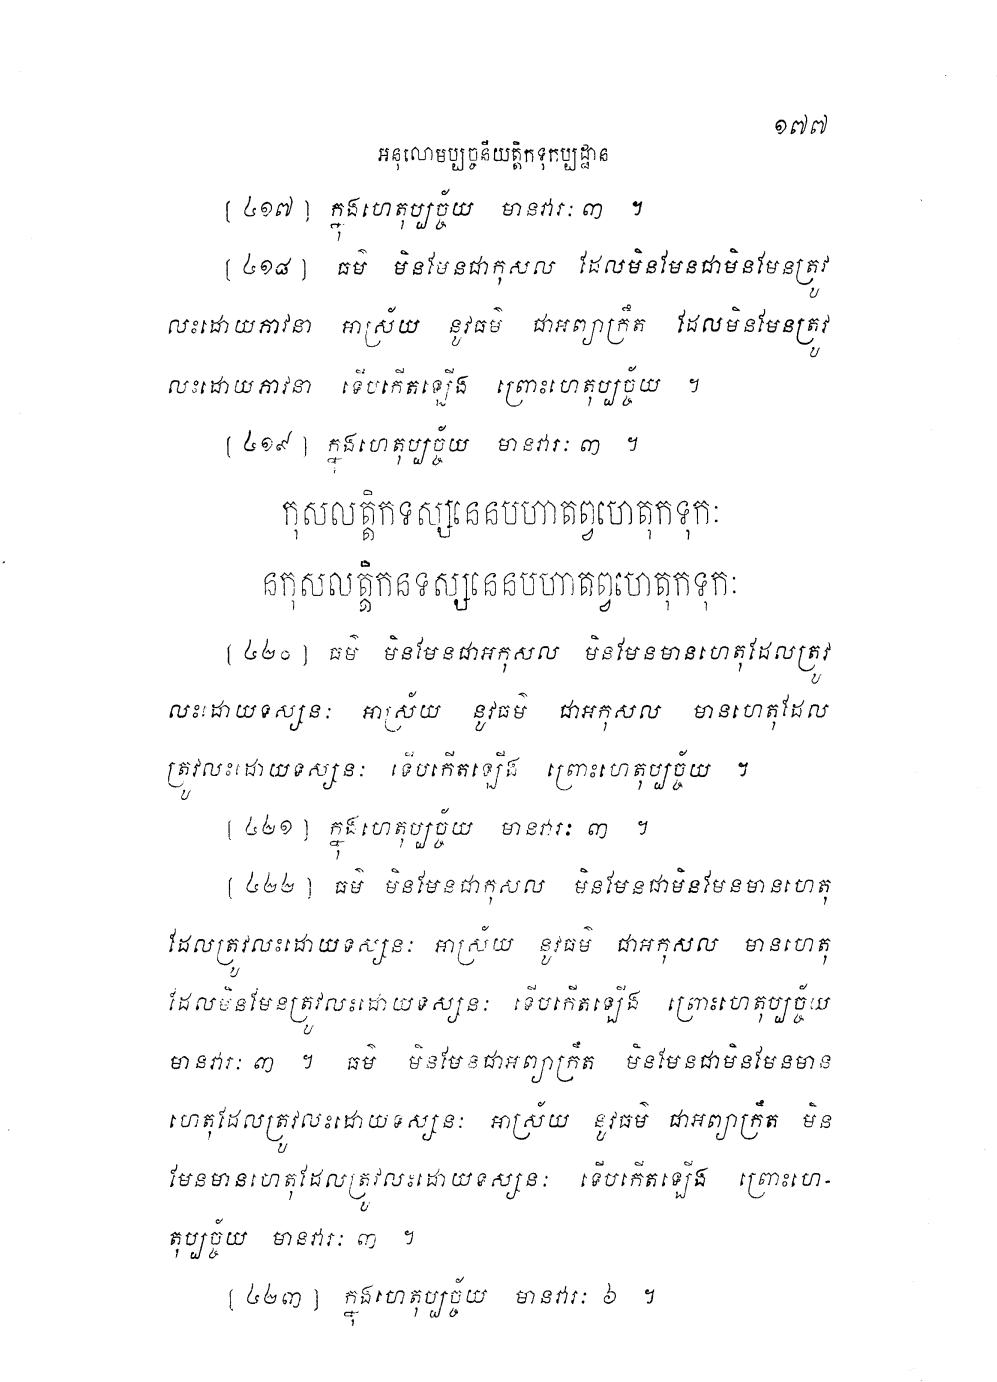 ១៧៧
អនុលោមប្បច្ចនីយត្តិកទុកប្បដ្ឋាន
[ ៤១៧ ] ក្នុងហេតុប្បច្ច័យ មានវារៈ ៣ ។
[ ៤១៨ ] ធម៌ មិនមែនជាកុសល ដែលមិនមែនជាមិនមែនត្រូវ
លះដោយភាវនា អាស្រ័យ នូវធម៌ ជាអព្យាក្រឹត ដែលមិនមែនត្រូវ
លះដោយភាវនា ទើបកើតឡើង ព្រោះហេតុប្បច្ច័យ ។
[ ៤១៩ ] ក្នុងហេតុប្បច្ច័យ មានវារៈ ៣ ។
កុសលត្តិកទស្សនេនបហាតព្វហេតុកទុកៈ
នកុសលត្តិកនទស្សនេនបហាតព្វហេតុកទុកៈ
[ ៤២០ ] ធម៌ មិនមែនជាអកុសល មិនមែនមានហេតុដែលត្រូវ
លះដោយទស្សនៈ អាស្រ័យ នូវធម៌ ជាអកុសល មានហេតុដែល
ត្រូវលះដោយទស្សនៈ ទើបកើតឡើង ព្រោះហេតុប្បច្ច័យ ។
[ ៤២១ ] ក្នុងហេតុប្បច្ច័យ មានវារៈ ៣ ។
[ ៤២២ ] ធម៌ មិនមែនជាកុសល មិនមែនជាមិនមែនមានហេតុ
ដែលត្រូវលះដោយទស្សនៈ អាស្រ័យ នូវធម៌ ជាអកុសល មានហេតុ
ដែលមិនមែនត្រូវលះដោយទស្សនៈ ទើបកើតឡើង ព្រោះហេតុប្បច្ច័យ
មានវារៈ ៣ ។ ធម៌ មិនមែនជាអព្យាក្រឹត មិនមែនជាមិនមែនមាន
ហេតុដែលត្រូវលះដោយទស្សនៈ អាស្រ័យ នូវធម៌ ជាអព្យាក្រឹត មិន
មែនមានហេតុដែលត្រូវលះដោយទស្សនៈ ទើបកើតឡើង ព្រោះហេ-
តុប្បច្ច័យ មានវារៈ ៣ ។
[ ៤២៣ ] ក្នុងហេតុប្បច្ច័យ មានវារៈ ៦ ។